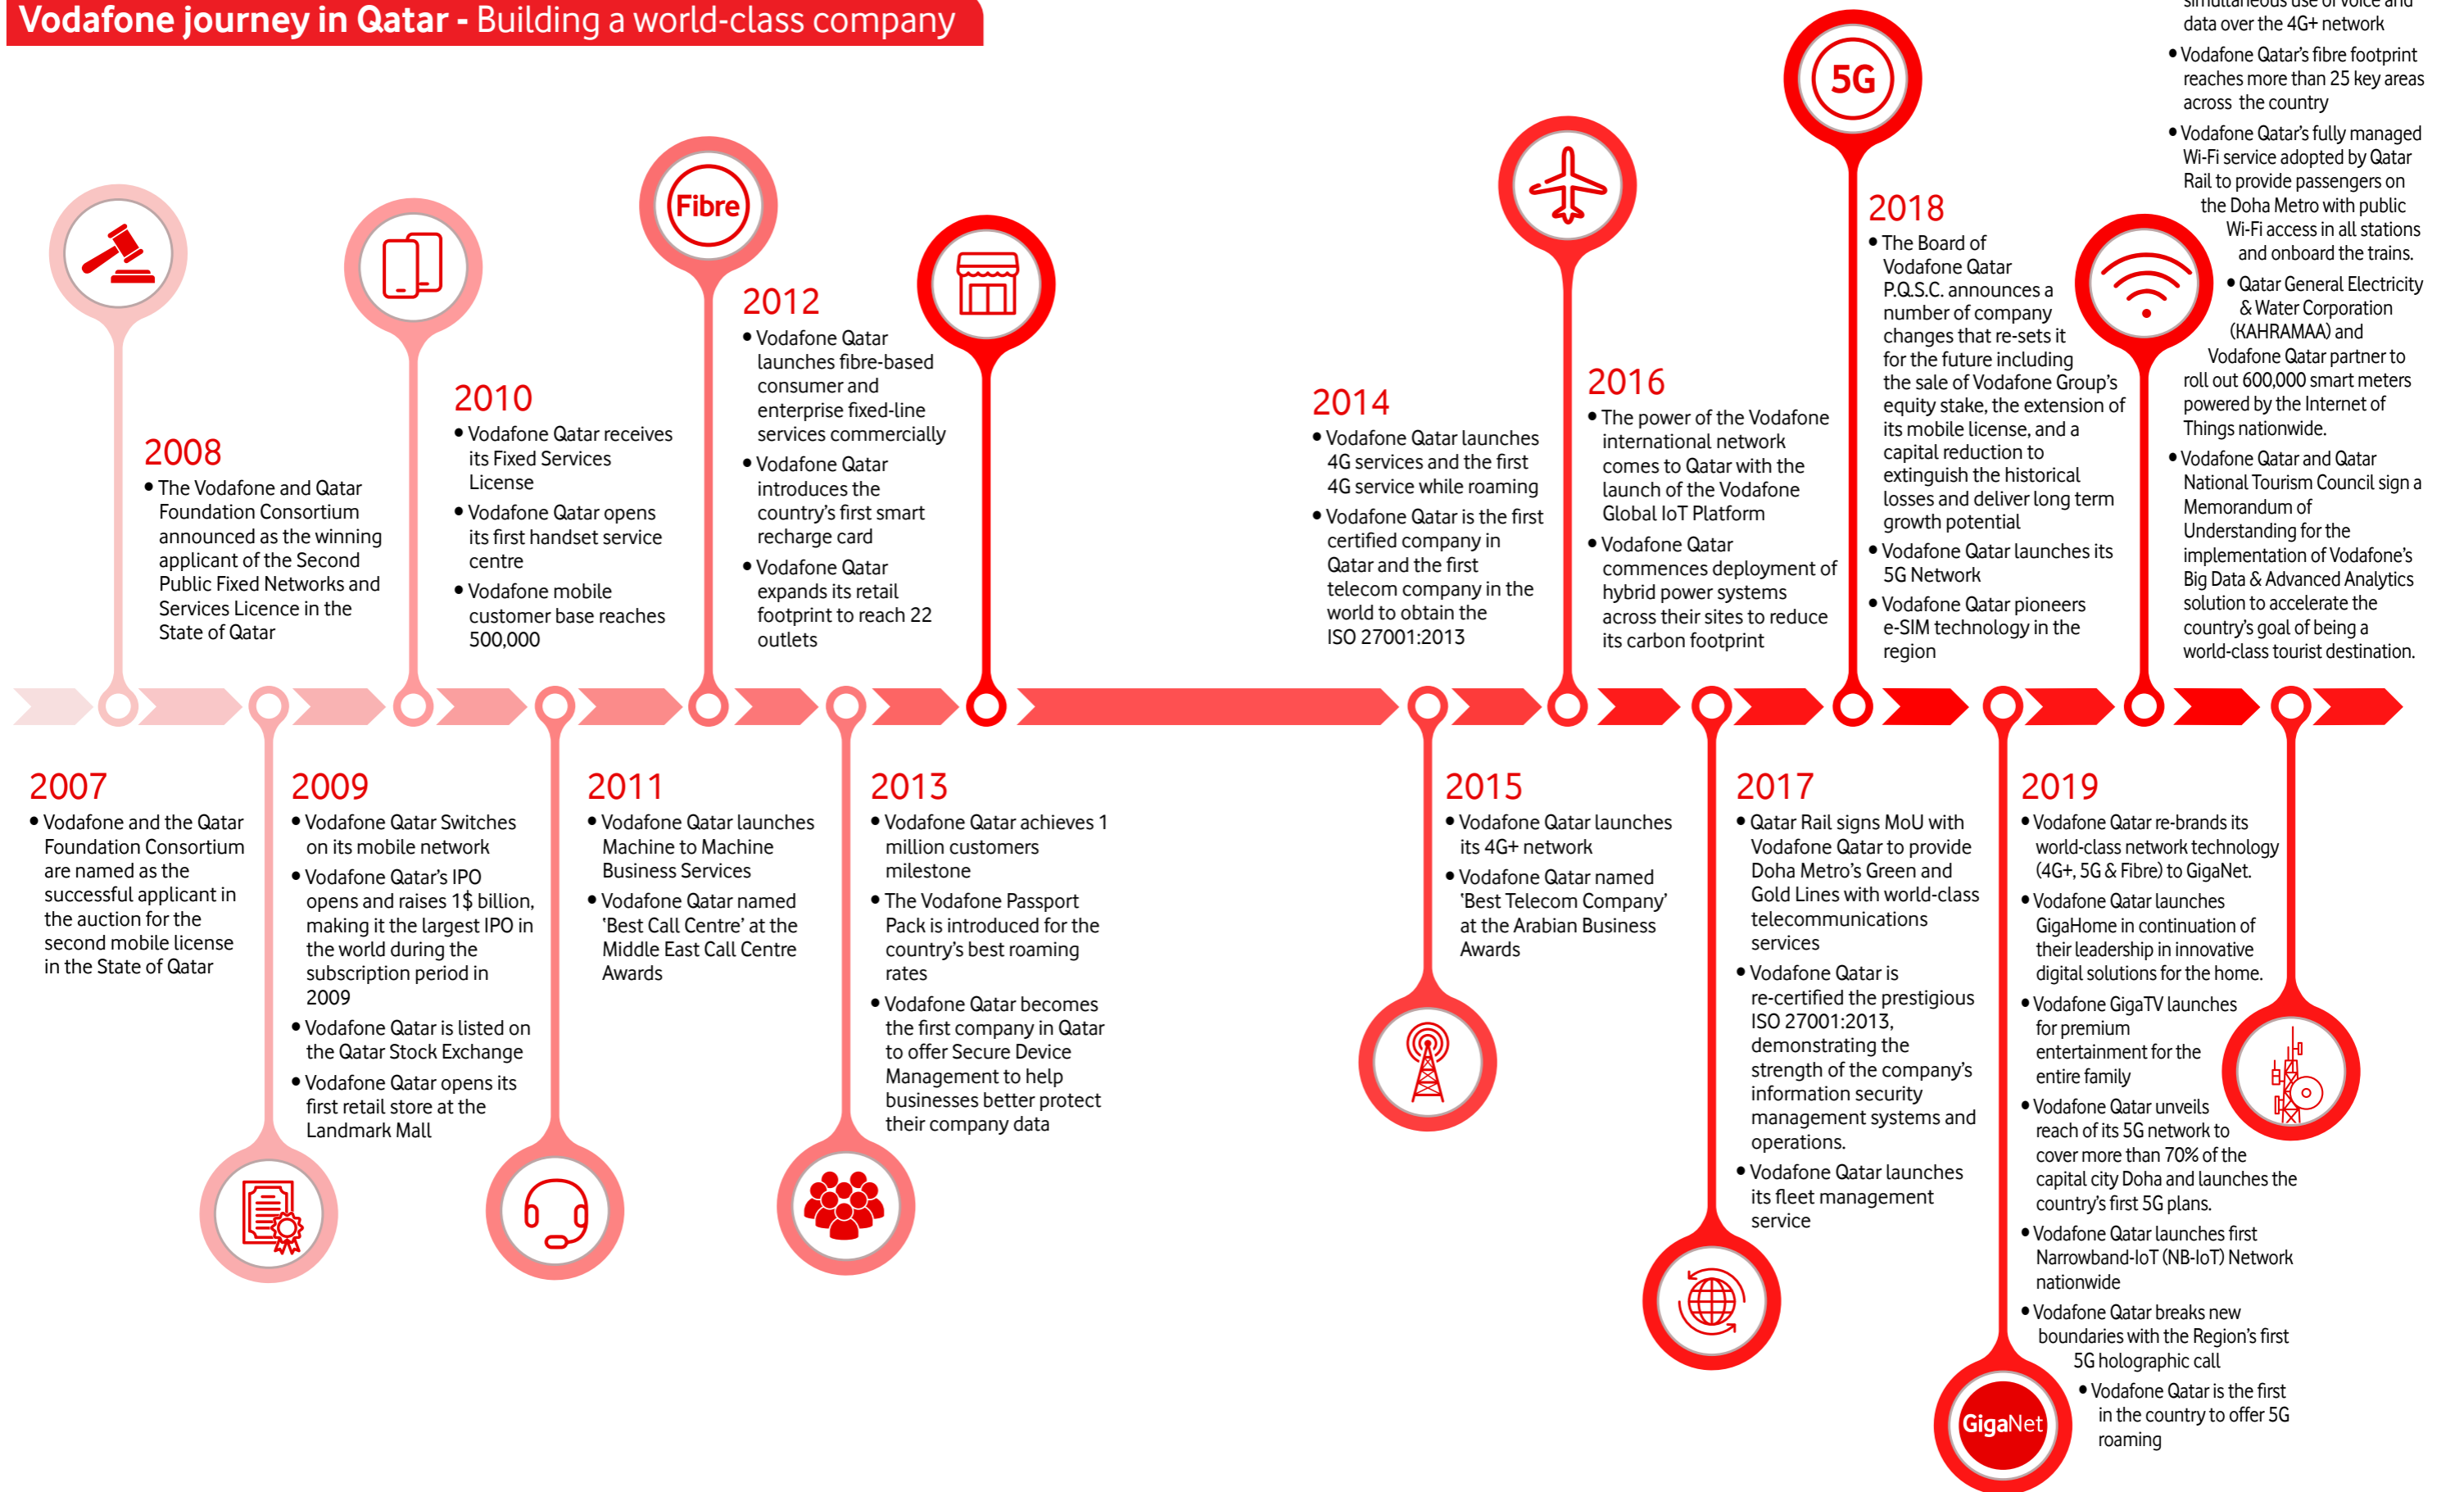 Vodafone journey in Qatar - Building a world-class company
2007
• Vodafone and the Qatar
Foundation Consortium
are named as the
successful applicant in
the auction for the
second mobile license
in the State of Qatar
2008
• The Vodafone and Qatar
Foundation Consortium
announced as the winning
applicant of the Second
Public Fixed Networks and
Services Licence in the
State of Qatar
2009
• Vodafone Qatar Switches
on its mobile network
• Vodafone Qatar's IPO
opens and raises 1$ billion,
making it the largest IPO in
the world during the
subscription period in
2009
• Vodafone Qatar is listed on
the Qatar Stock Exchange
• Vodafone Qatar opens its
first retail store at the
Landmark Mall
2010
• Vodafone Qatar receives
its Fixed Services
License
• Vodafone Qatar opens
its first handset service
centre
• Vodafone mobile
customer base reaches
500,000
2011
• Vodafone Qatar launches
Machine to Machine
Business Services
• Vodafone Qatar named
'Best Call Centre' at the
Middle East Call Centre
Awards
Fibre
2012
• Vodafone Qatar
launches fibre-based
consumer and
enterprise fixed-line
services commercially
• Vodafone Qatar
introduces the
country's first smart
recharge card
• Vodafone Qatar
expands its retail
footprint to reach 22
outlets
2013
• Vodafone Qatar achieves 1
million customers
milestone
• The Vodafone Passport
Pack is introduced for the
country's best roaming
rates
• Vodafone Qatar becomes
the first company in Qatar
to offer Secure Device
Management to help
businesses better protect
their company data
2014
• Vodafone Qatar launches
4G services and the first
4G service while roaming
• Vodafone Qatar is the first
certified company in
Qatar and the first
telecom company in the
world to obtain the
ISO 27001:2013
2015
• Vodafone Qatar launches
its 4G+ network
• Vodafone Qatar named
'Best Telecom Company'
at the Arabian Business
Awards
2016
• The power of the Vodafone
international network
comes to Qatar with the
launch of the Vodafone
Global IoT Platform
• Vodafone Qatar
commences deployment of
hybrid power systems
across their sites to reduce
its carbon footprint
2017
• Qatar Rail signs MoU with
Vodafone Qatar to provide
Doha Metro's Green and
Gold Lines with world-class
telecommunications
services
• Vodafone Qatar is
re-certified the prestigious
ISO 27001:2013,
demonstrating the
strength of the company's
information security
management systems and
operations.
• Vodafone Qatar launches
its fleet management
service
5G
2018
• The Board of
Vodafone Qatar
P.Q.S.C. announces a
number of company
changes that re-sets it
for the future including
the sale of Vodafone Group's
equity stake, the extension of
its mobile license, and a
capital reduction to
extinguish the historical
losses and deliver long term
growth potential
• Vodafone Qatar launches its
5G Network
• Vodafone Qatar pioneers
e-SIM technology in the
region
2019
• Vodafone Qatar re-brands its
world-class network technology
(4G+, 5G & Fibre) to GigaNet.
• Vodafone Qatar launches
GigaHome in continuation of
their leadership in innovative
digital solutions for the home.
• Vodafone GigaTV launches
for premium
entertainment for the
entire family
• Vodafone Qatar unveils
reach of its 5G network to
cover more than 70% of the
capital city Doha and launches the
country's first 5G plans.
• Vodafone Qatar launches first
Narrowband-IoT (NB-IoT) Network
nationwide
• Vodafone Qatar breaks new
boundaries with the Region's first
5G holographic call
• Vodafone Qatar is the first
in the country to offer 5G
roaming
GigaNet
simultaneous use of voice and
data over the 4G+ network
• Vodafone Qatar's fibre footprint
reaches more than 25 key areas
across the country
• Vodafone Qatar's fully managed
Wi-Fi service adopted by Qatar
Rail to provide passengers on
the Doha Metro with public
Wi-Fi access in all stations
and onboard the trains.
• Qatar General Electricity
& Water Corporation
(KAHRAMAA) and
Vodafone Qatar partner to
roll out 600,000 smart meters
powered by the Internet of
Things nationwide.
• Vodafone Qatar and Qatar
National Tourism Council sign a
Memorandum of
Understanding for the
implementation of Vodafone's
Big Data & Advanced Analytics
solution to accelerate the
country's goal of being a
world-class tourist destination.